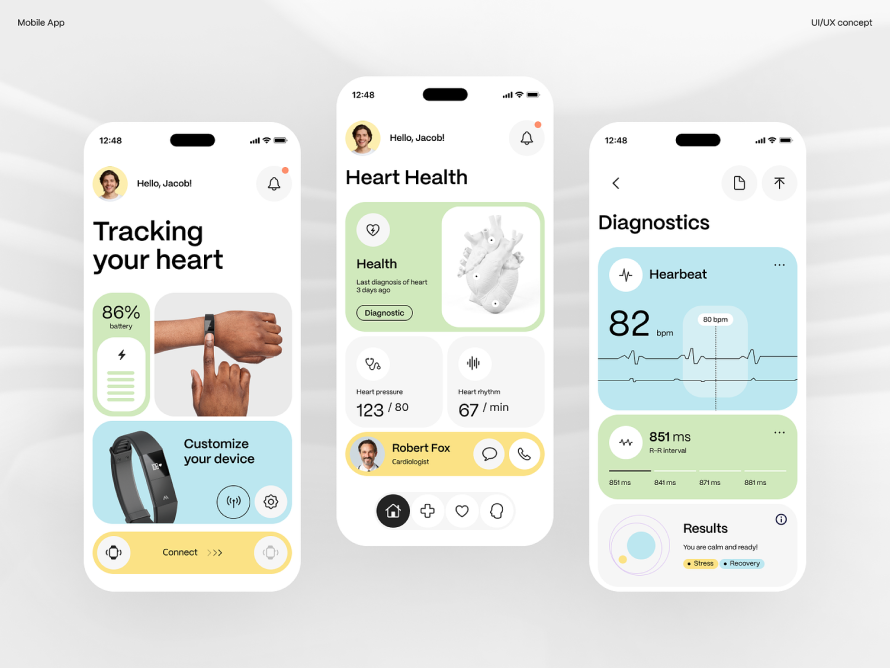 Mobile App
UI/UX concept
12:48
Hello, Jacob!
Tracking
your heart
86%
battery
Customize
your device
Connect
12:48
Hello, Jacob!
Heart Health
Health
Last diagnosis of heart
3 days ago
Diagnostic
Heart pressure
123 / 80
Heart rhythm
67 / min
Robert Fox
Cardiologist
12:48
Diagnostics
Hearbeat
82 bpm
80 bpm
851 ms
R–R interval
851 ms
841 ms
871 ms
881 ms
Results
You are calm and ready!
Stress
Recovery